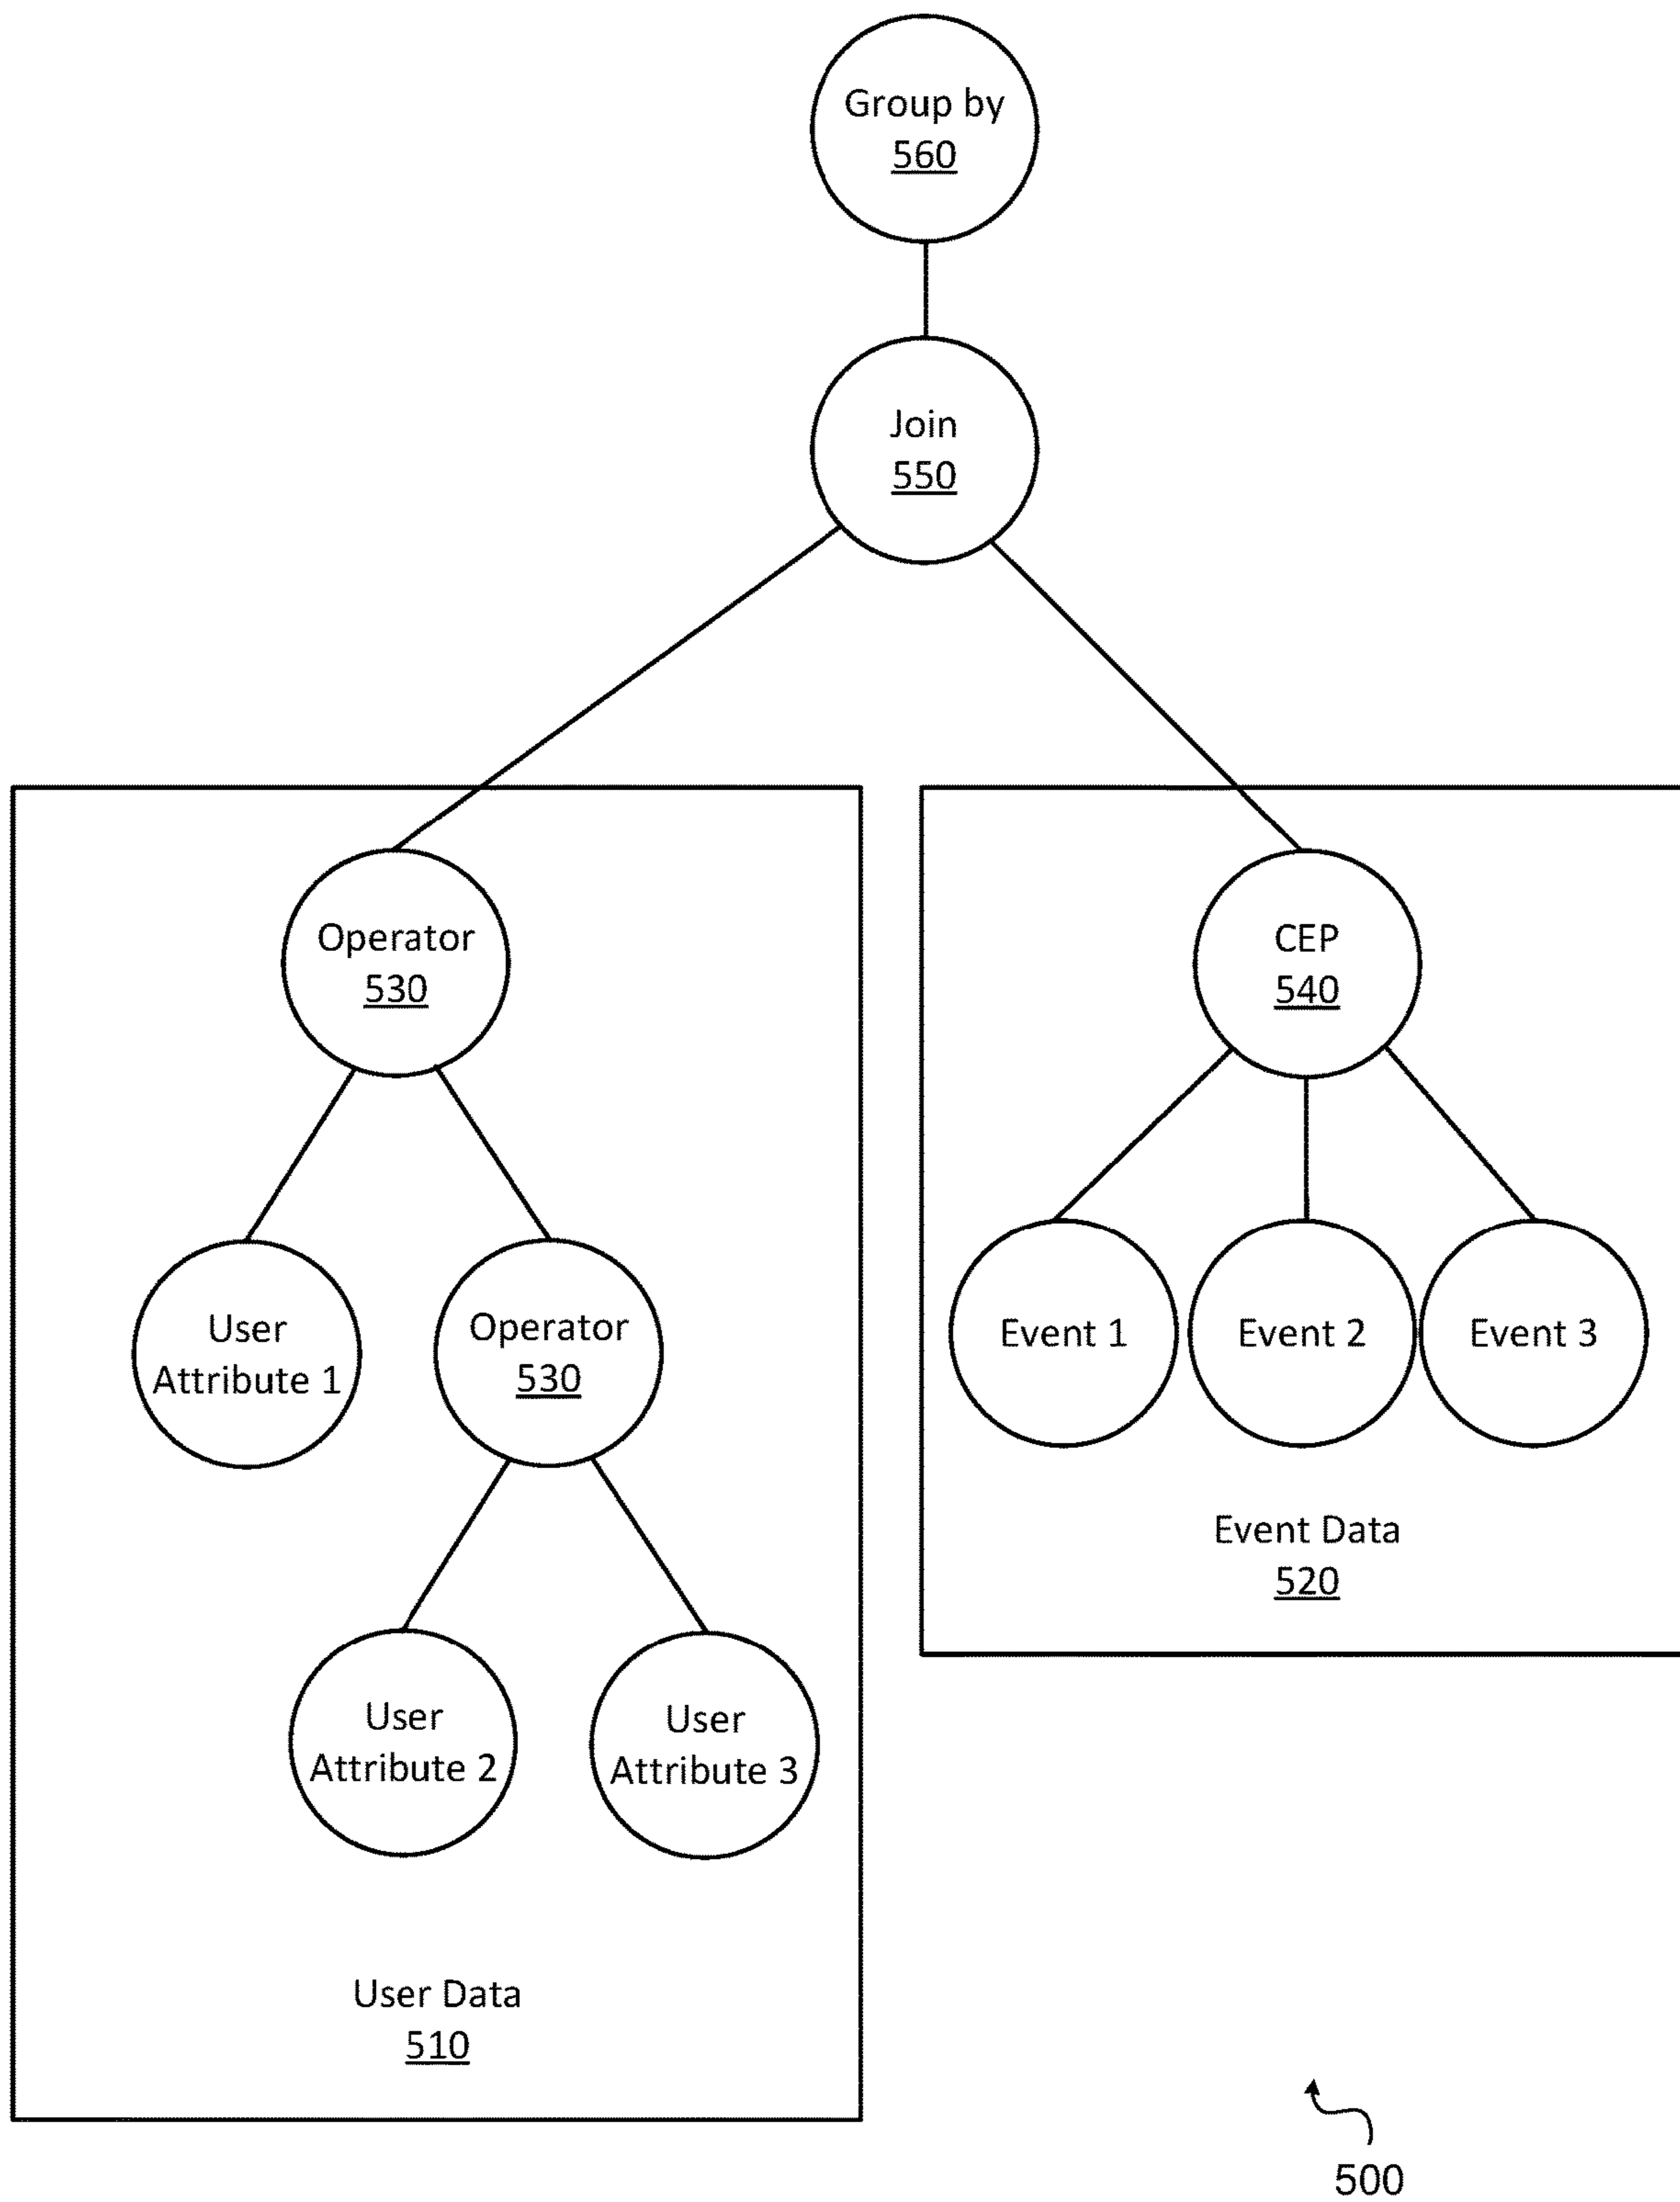 Group by
560
Join
550
Operator
530
CEP
540
User
Attribute 1
Operator
530
Event 1
Event 2
Event 3
Event Data
520
User
Attribute 2
User
Attribute 3
User Data
510
500